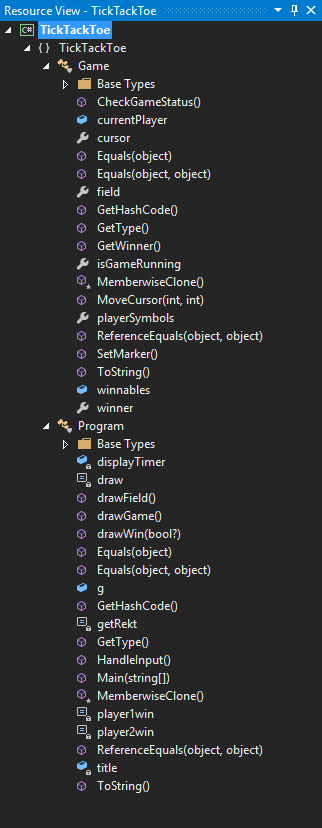 Resource View - TickTackToe
C# TickTackToe
{ } TickTackToe
Game
Base Types
CheckGameStatus()
currentPlayer
cursor
Equals(object)
Equals(object, object)
field
GetHashCode()
GetType()
GetWinner()
isGameRunning
MemberwiseClone()
MoveCursor(int, int)
playerSymbols
ReferenceEquals(object, object)
SetMarker()
ToString()
winnables
winner
Program
Base Types
displayTimer
draw
drawField()
drawGame()
drawWin(bool?)
Equals(object)
Equals(object, object)
g
GetHashCode()
getRekt
GetType()
HandleInput()
Main(string[])
MemberwiseClone()
player1win
player2win
ReferenceEquals(object, object)
title
ToString()